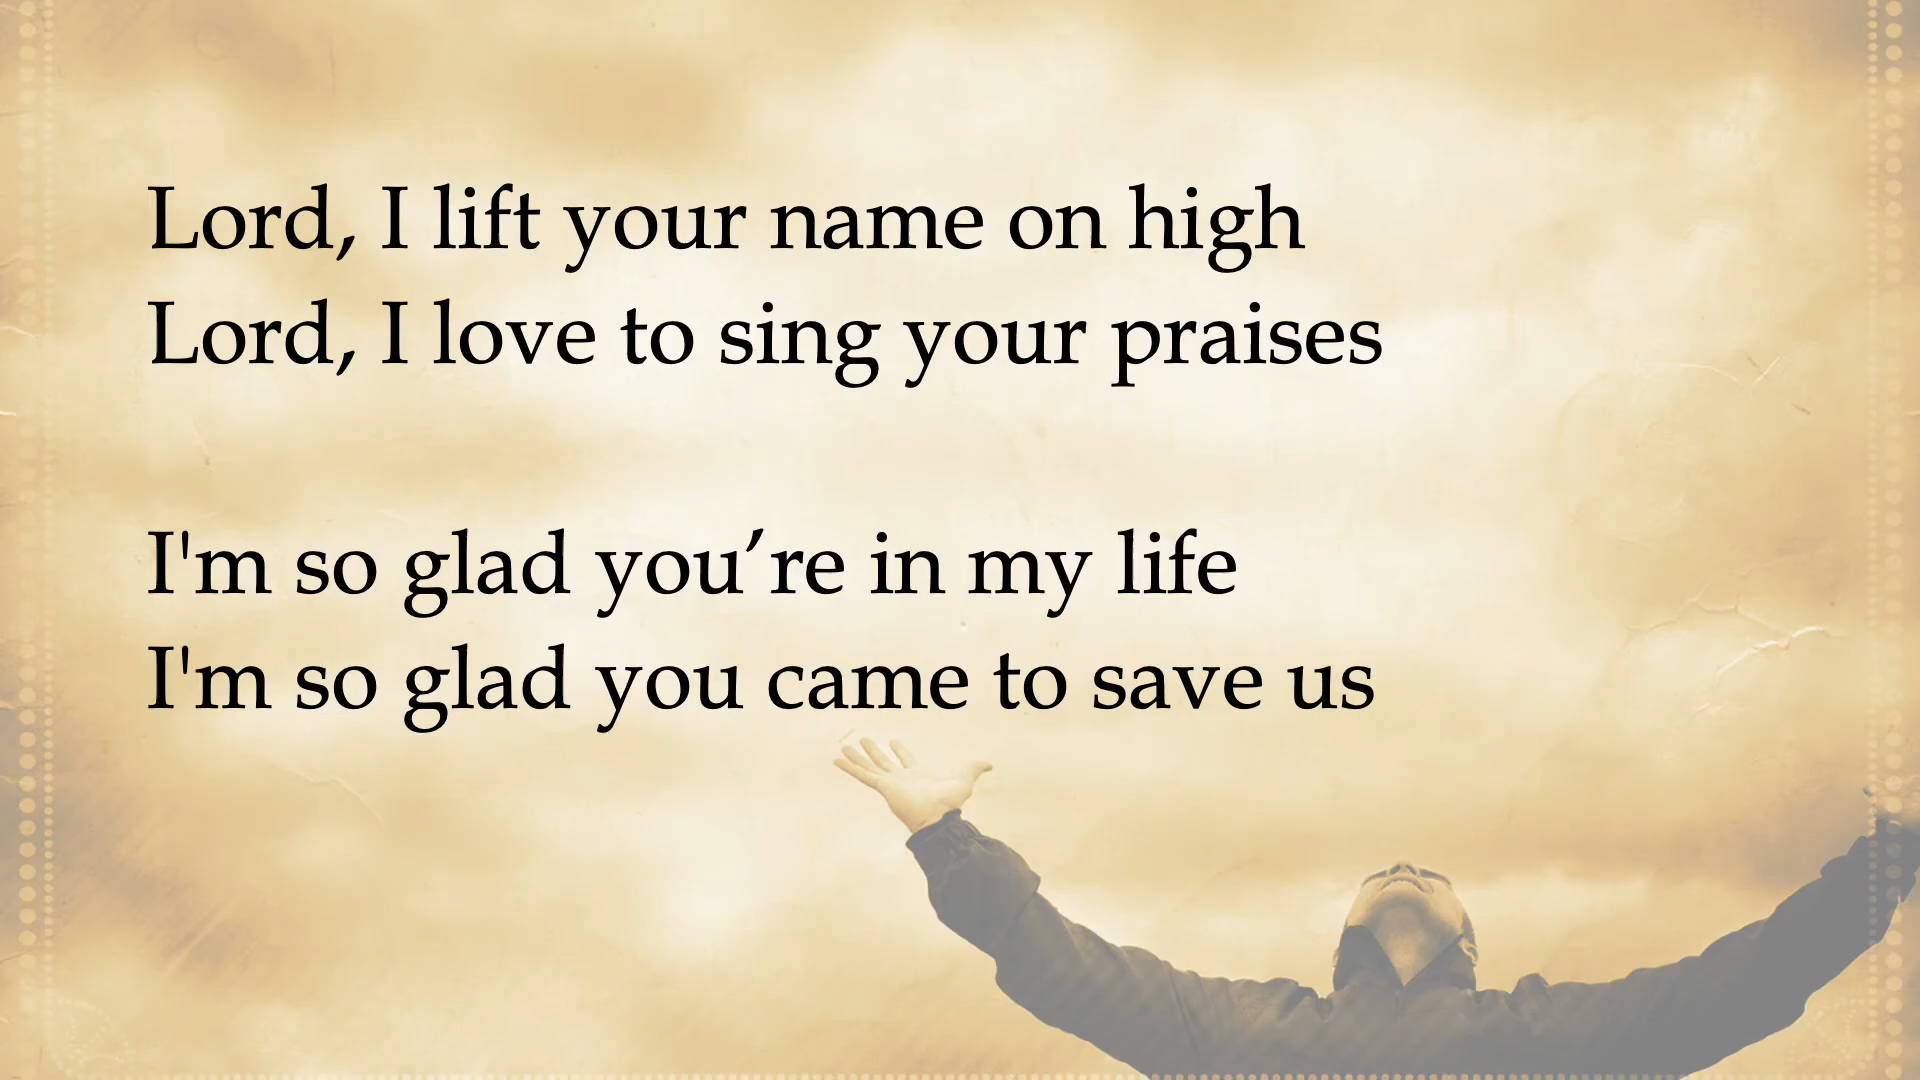 Lord, I lift your name on high
Lord, I love to sing your praises
I'm so glad you’re in my life
I'm so glad you came to save us